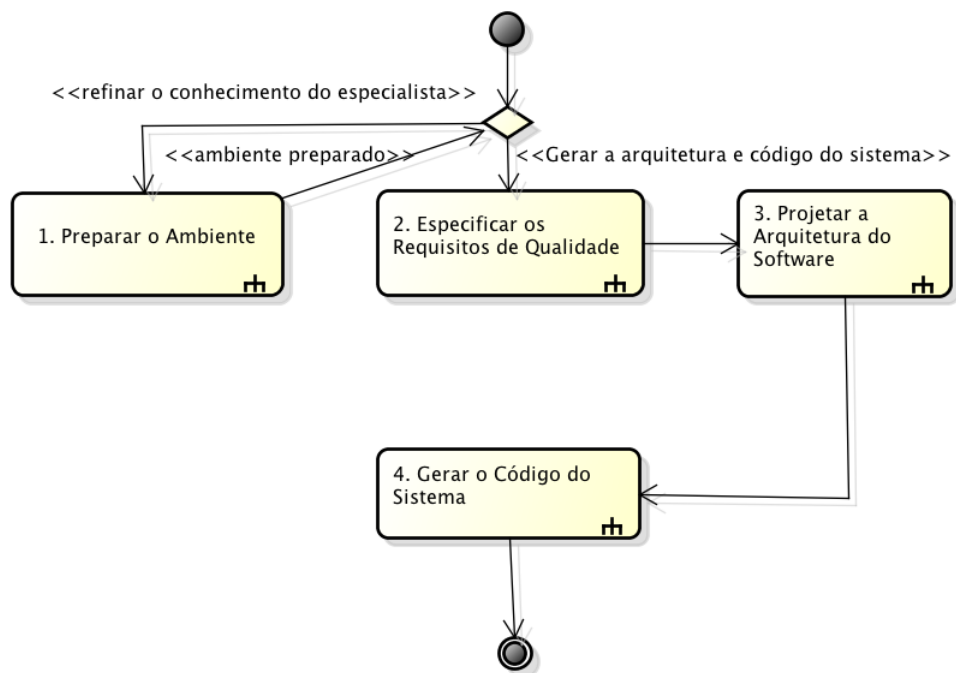 <<refinar o conhecimento do especialista>>
<<ambiente preparado>>
<<Gerar a arquitetura e código do sistema>>
1. Preparar o Ambiente
2. Especificar os
Requisitos de Qualidade
3. Projetar a
Arquitetura do
Software
4. Gerar o Código do
Sistema